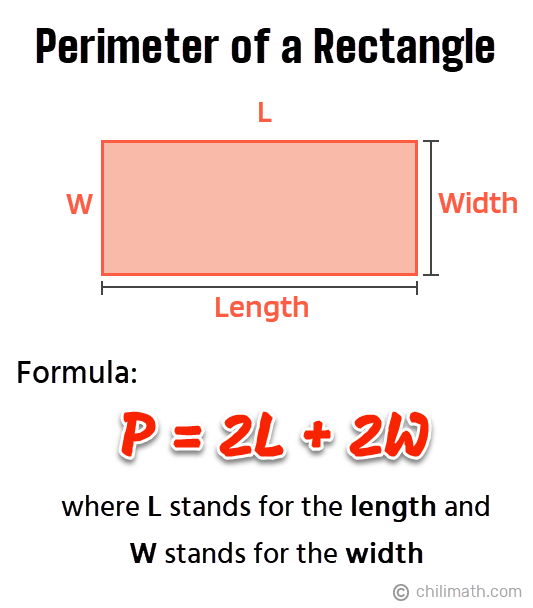 Perimeter of a Rectangle
L
W
Width
Length
Formula:
P = 2L + 2W
where L stands for the length and
W stands for the width
© chilimath.com